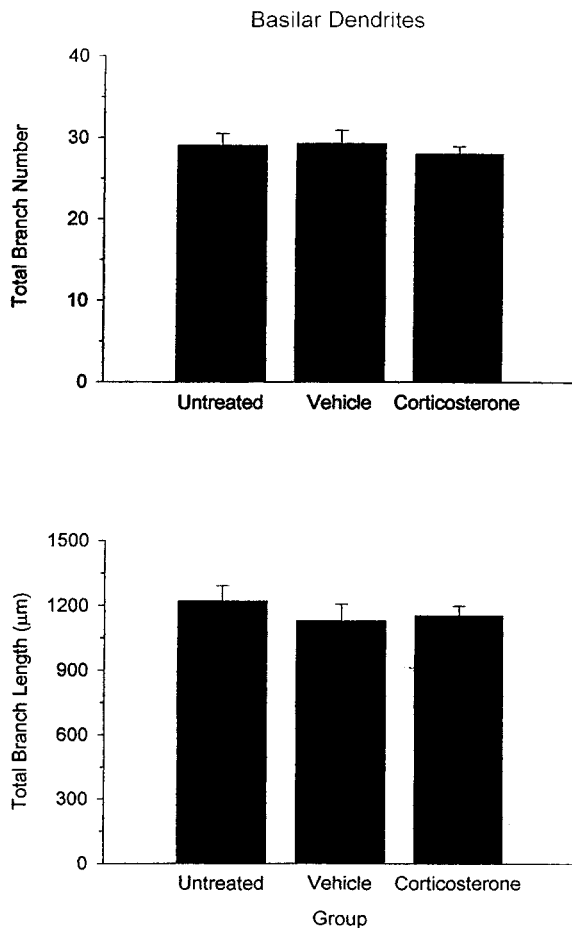 Basilar Dendrites
Total Branch Number
40
30
20
10
0
Untreated Vehicle Corticosterone
Total Branch Length (μm)
1500
1200
900
600
300
0
Untreated Vehicle Corticosterone
Group